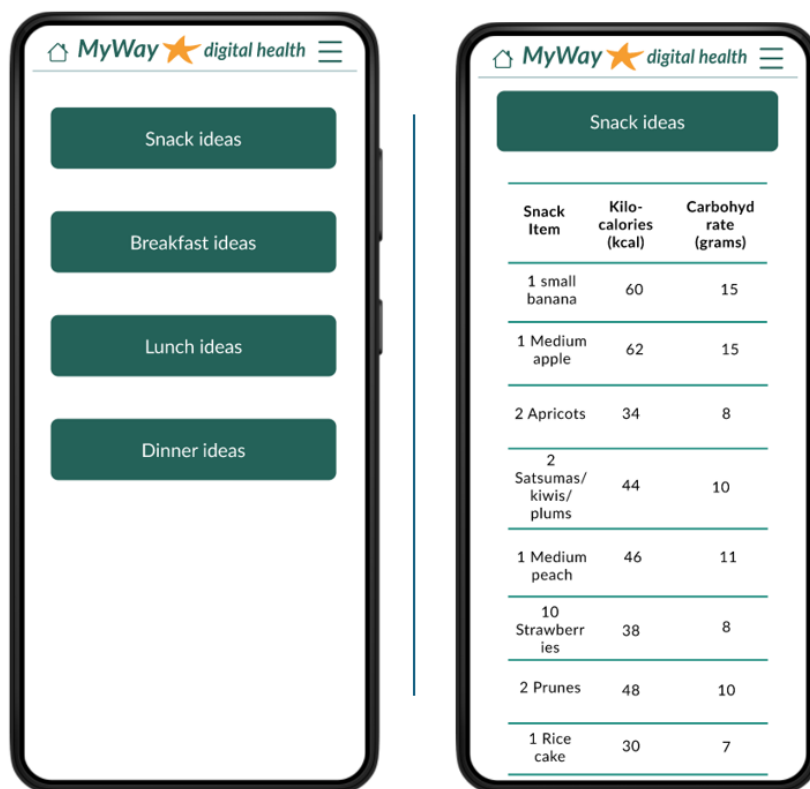 MyWay digital health
Snack ideas
Breakfast ideas
Lunch ideas
Dinner ideas
MyWay digital health
Snack ideas
Snack Item
Kilo-calories (kcal)
Carbohyd rate (grams)
1 small banana
60
15
1 Medium apple
62
15
2 Apricots
34
8
2 Satsumas/ kiwis/ plums
44
10
1 Medium peach
46
11
10 Strawberr ies
38
8
2 Prunes
48
10
1 Rice cake
30
7